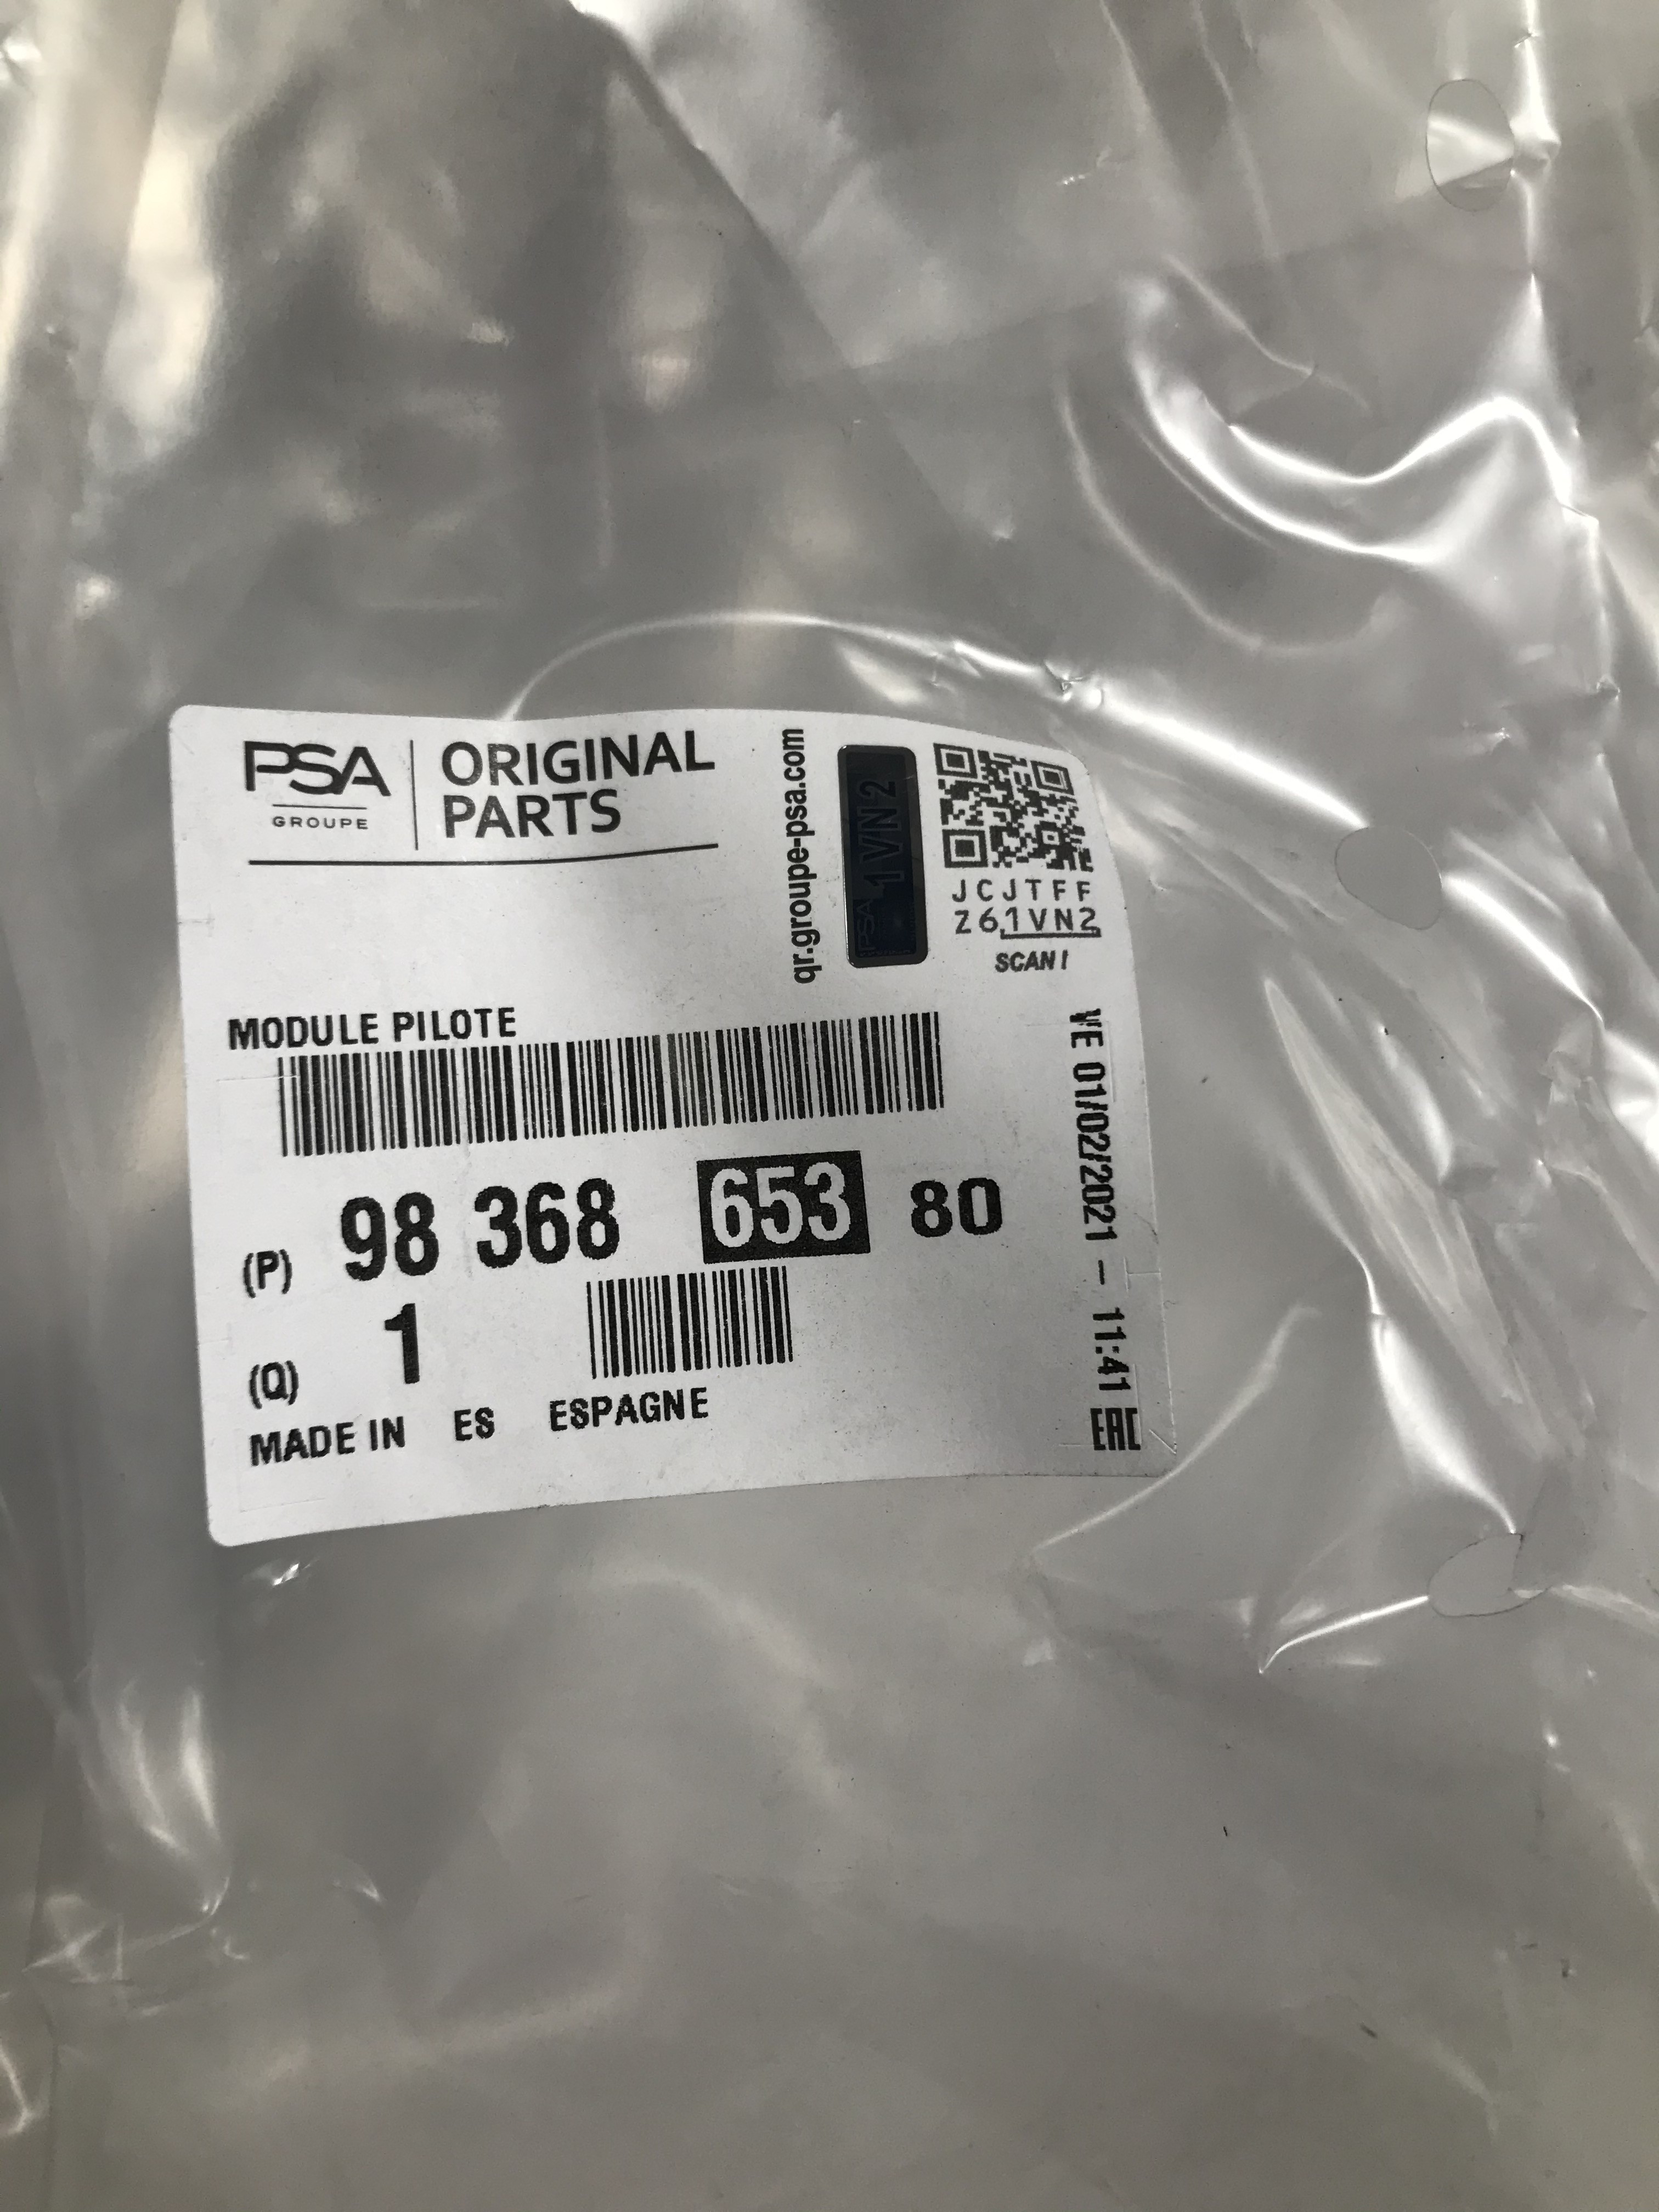 PSA
GROUPE
ORIGINAL
PARTS
qr.groupe-psa.com
PSA 1VN2
JCJTFF
Z61VN2
SCAN!
MODULE PILOTE
(P) 98 368 653 80
(Q) 1
MADE IN ES ESPAGNE
VE 01/02/2021 - 11:41 EAC